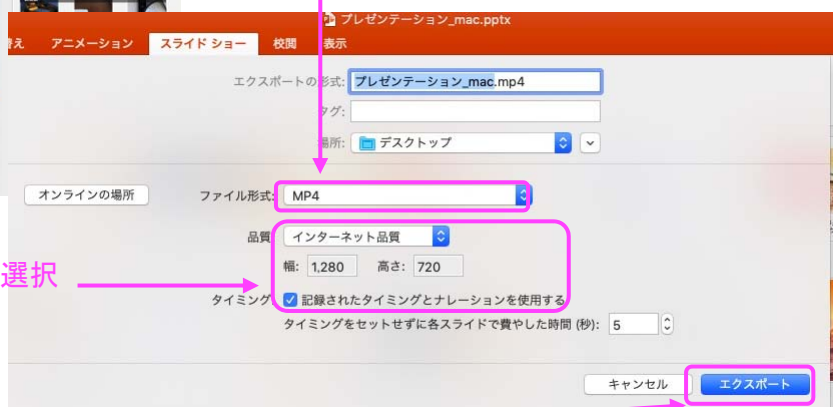 プレゼンテーション_mac.pptx
え アニメーション スライド ショー 校閲 表示
エクスポートの形式: プレゼンテーション_mac.mp4
タグ:
場所: デスクトップ
オンラインの場所 ファイル形式: MP4
品質: インターネット品質
幅: 1,280 高さ: 720
選択
タイミング: 記録されたタイミングとナレーションを使用する
タイミングをセットせずに各スライドで費やした時間 (秒): 5
キャンセル エクスポート